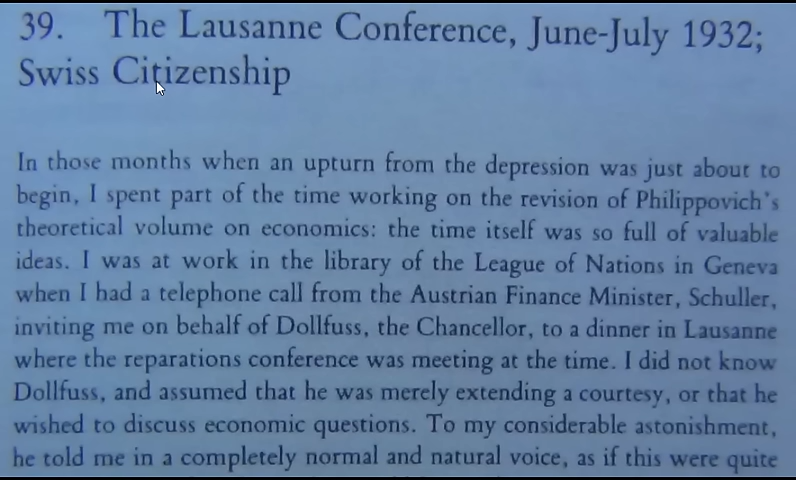 39. The Lausanne Conference, June-July 1932;
Swiss Citizenship
In those months when an upturn from the depression was just about to
begin, I spent part of the time working on the revision of Philippovich's
theoretical volume on economics: the time itself was so full of valuable
ideas. I was at work in the library of the League of Nations in Geneva
when I had a telephone call from the Austrian Finance Minister, Schuller,
inviting me on behalf of Dollfuss, the Chancellor, to a dinner in Lausanne
where the reparations conference was meeting at the time. I did not know
Dollfuss, and assumed that he was merely extending a courtesy, or that he
wished to discuss economic questions. To my considerable astonishment,
he told me in a completely normal and natural voice, as if this were quite